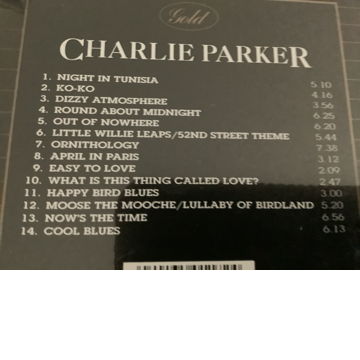 Gold
CHARLIE PARKER
1. NIGHT IN TUNISIA 5.10
2. KO-KO 4.16
3. DIZZY ATMOSPHERE 3.56
4. ROUND ABOUT MIDNIGHT 6.25
5. OUT OF NOWHERE 6.20
6. LITTLE WILLIE LEAPS/52ND STREET THEME 5.44
7. ORNITHOLOGY 7.38
8. APRIL IN PARIS 3.12
9. EASY TO LOVE 2.09
10. WHAT IS THIS THING CALLED LOVE? 2.47
11. HAPPY BIRD BLUES 3.00
12. MOOSE THE MOOCHE/LULLABY OF BIRDLAND 5.20
13. NOW'S THE TIME 6.56
14. COOL BLUES 6.13